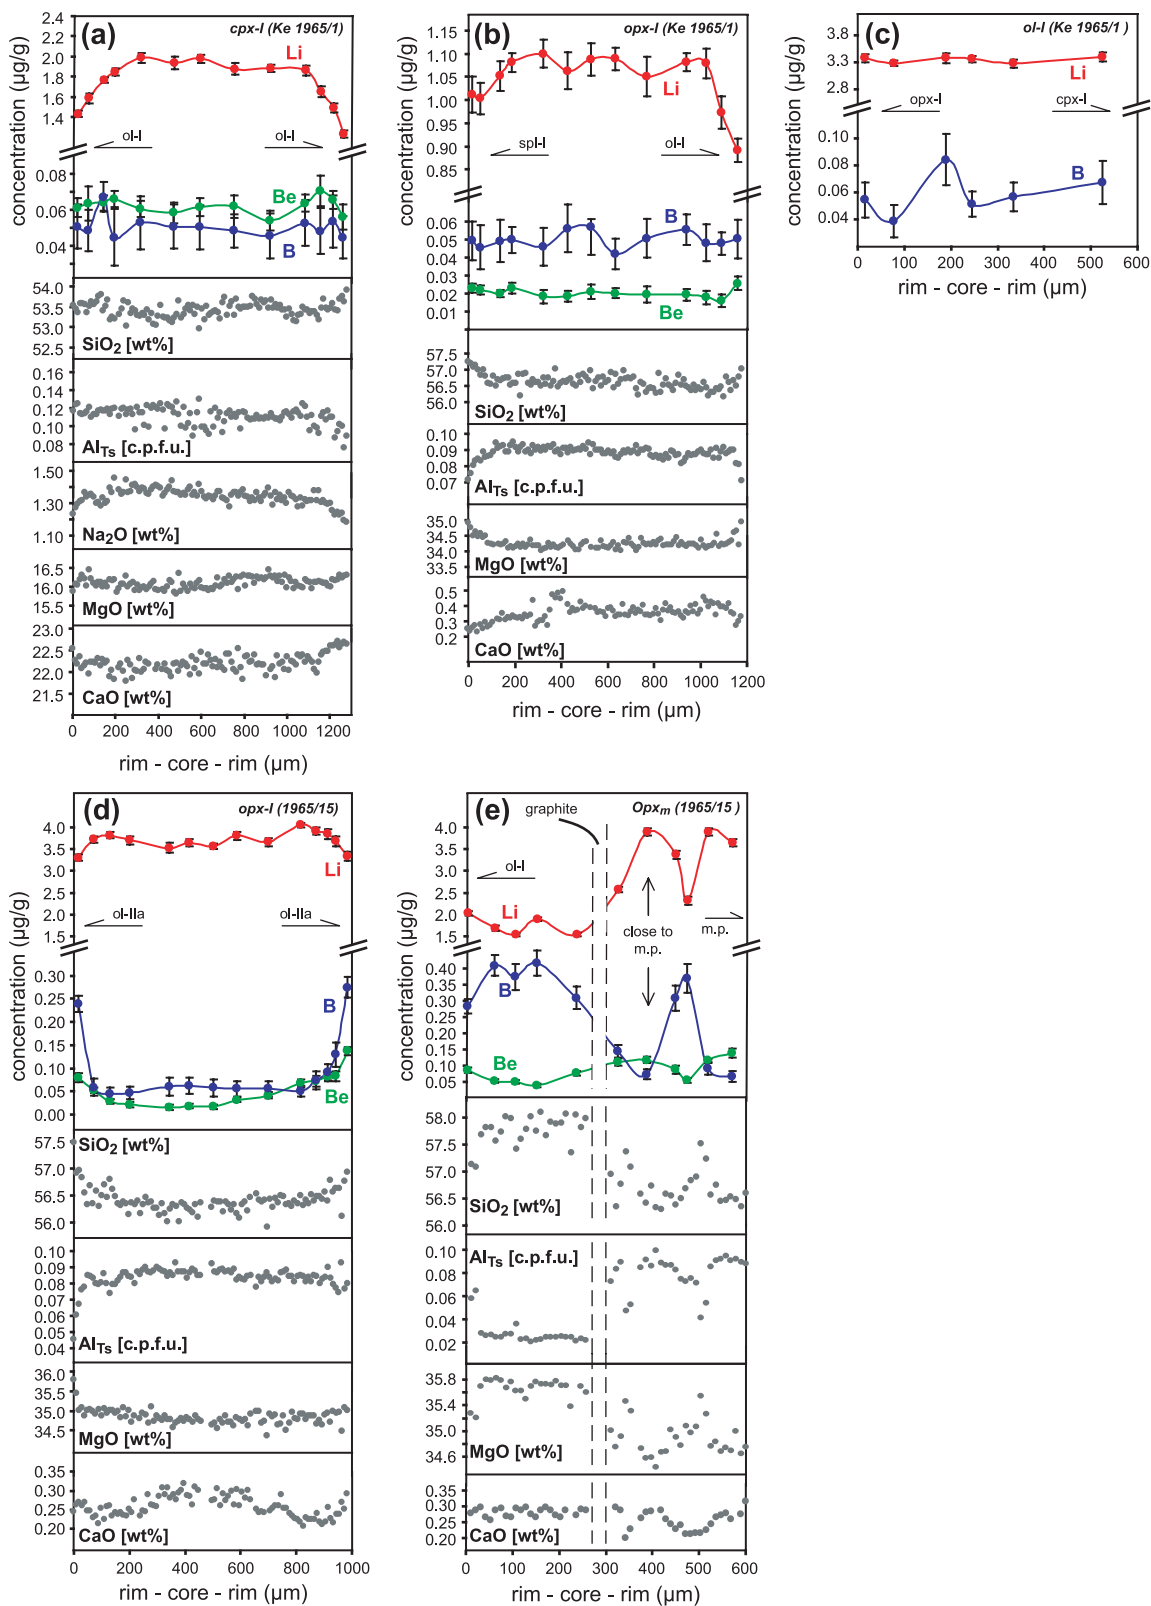 (a)
cpx-I (Ke 1965/1)
concentration (µg/g)
2.4
2.2
2.0
1.8
1.6
1.4
Li
ol-I
ol-I
0.08
0.06
0.04
Be
B
54.0
53.5
52.5
SiO2 [wt%]
0.16
0.14
0.12
0.10
0.08
AlTs [c.p.f.u.]
1.50
1.30
1.10
Na2O [wt%]
16.5
16.0
15.5
MgO [wt%]
23.0
22.5
22.0
21.5
CaO [wt%]
0 200 400 600 800 1000 1200
rim - core - rim (µm)
(b)
opx-I (Ke 1965/1)
concentration (µg/g)
1.15
1.10
1.05
1.00
0.95
0.90
0.85
Li
spl-I
ol-I
0.06
0.05
0.04
0.03
0.02
0.01
B
Be
57.5
57.0
56.5
56.0
SiO2 [wt%]
0.10
0.09
0.08
0.07
AlTs [c.p.f.u.]
35.0
34.5
34.0
33.5
MgO [wt%]
0.5
0.4
0.3
0.2
CaO [wt%]
0 200 400 600 800 1000 1200
rim - core - rim (µm)
(c)
ol-I (Ke 1965/1)
concentration (µg/g)
3.8
3.3
2.8
Li
opx-I
cpx-I
0.10
0.08
0.06
0.04
B
0 100 200 300 400 500 600
rim - core - rim (µm)
(d)
opx-I (1965/15)
concentration (µg/g)
4.0
3.5
3.0
2.5
2.0
1.5
Li
ol-IIa
ol-IIa
0.30
0.25
0.20
0.15
0.10
0.05
0.00
B
Be
57.5
57.0
56.5
56.0
SiO2 [wt%]
0.10
0.09
0.08
0.07
0.06
0.05
0.04
AlTs [c.p.f.u.]
36.0
35.5
35.0
34.5
MgO [wt%]
0.35
0.30
0.25
0.20
CaO [wt%]
0 200 400 600 800 1000
rim - core - rim (µm)
graphite
(e)
Opxm (1965/15)
concentration (µg/g)
4.0
3.5
3.0
2.5
2.0
1.5
ol-I
Li
close to
m.p.
m.p.
0.40
0.35
0.30
0.25
0.20
0.15
0.10
0.05
B
Be
58.0
57.5
57.0
56.5
56.0
SiO2 [wt%]
0.10
0.08
0.06
0.04
0.02
AlTs [c.p.f.u.]
35.8
35.4
35.0
34.6
MgO [wt%]
0.35
0.30
0.25
0.20
CaO [wt%]
0 100 200 300 400 500 600
rim - core - rim (µm)